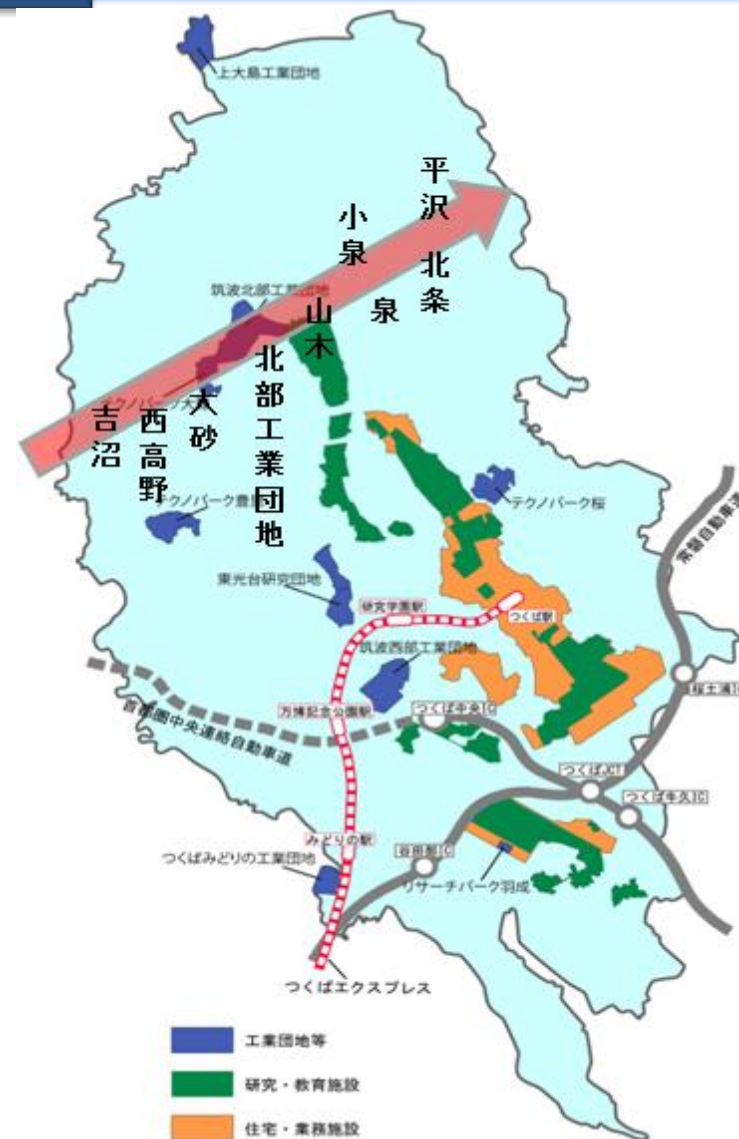 上大島工業団地
平沢
小泉
北条
筑波北部工業団地
泉
山木
北部工業団地
大砂
西高野
吉沼
テクノパーク桜
東光台研究団地
常磐自動車道
研究学園駅
つくば駅
筑波西部工業団地
桜土浦IC
万博記念公園駅
つくば中央IC
首都圏中央連絡自動車道
つくばJCT
つくば牛久IC
みどりの駅
谷田部IC
つくばみどりの工業団地
リサーチパーク羽成
つくばエクスプレス
工業団地等
研究・教育施設
住宅・業務施設